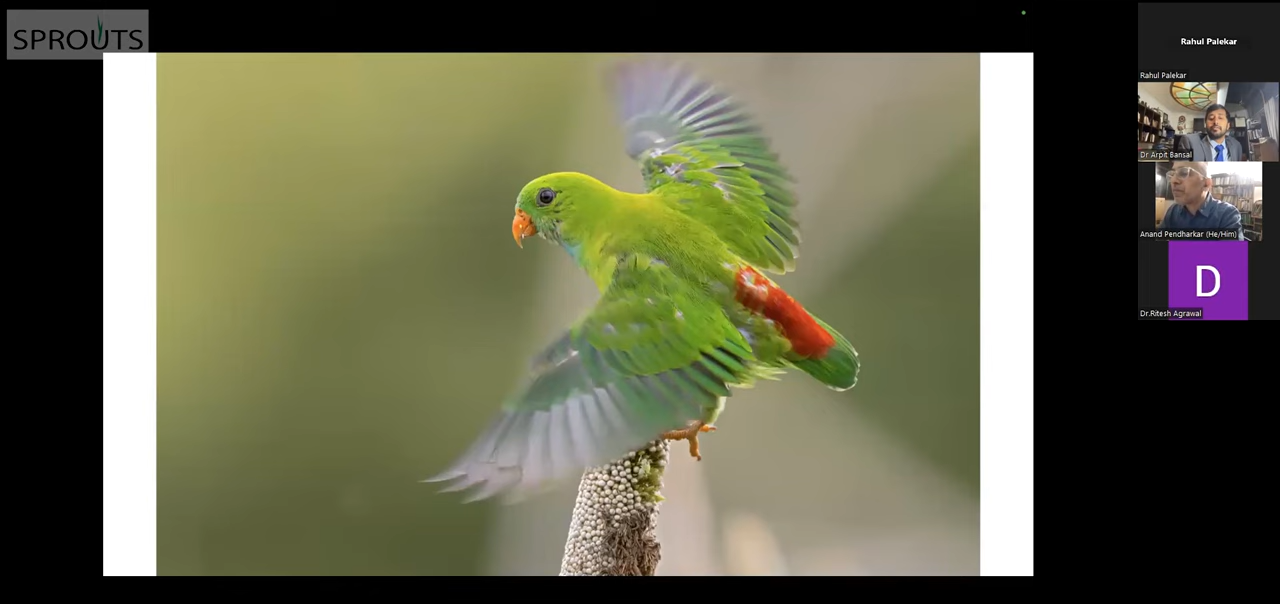 SPROUTS
Rahul Palekar
Rahul Palekar
Dr Arpit Bansal
Anand Pendharkar (He/Him)
D
Dr.Ritesh Agrawal